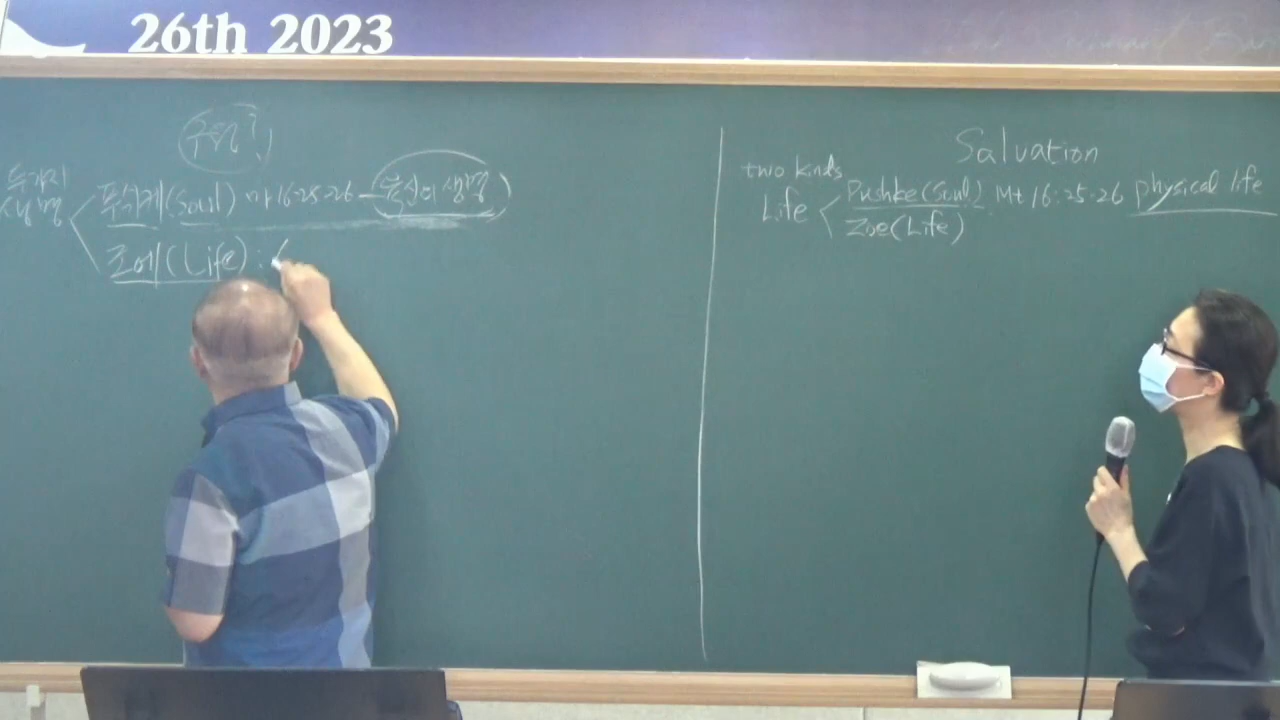 26th 2023
구원?
두가지
생명
푸쉬케(Soul) 마16:25-26 - 육신의 생명)
조에(Life) : (
Salvation
two kinds
Life
Pushke(Soul) Mt 16:25-26 physical life
Zoe(Life)